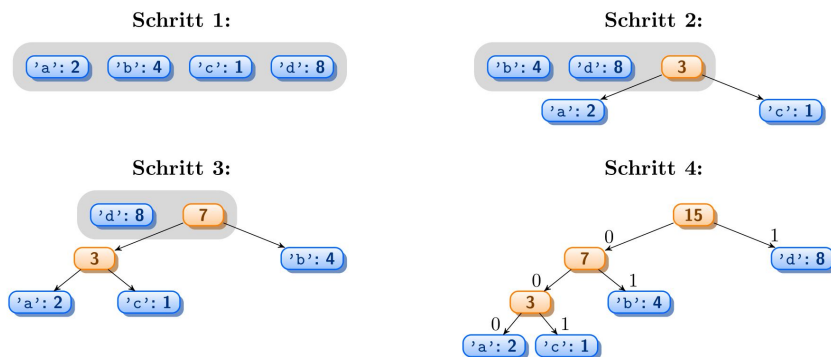 Schritt 1:
'a': 2 'b': 4 'c': 1 'd': 8
Schritt 2:
'b': 4 'd': 8 3
'a': 2 'c': 1
Schritt 3:
'd': 8 7
3 'b': 4
'a': 2 'c': 1
Schritt 4:
15
0 1
7 'd': 8
0 1
3 'b': 4
0 1
'a': 2 'c': 1